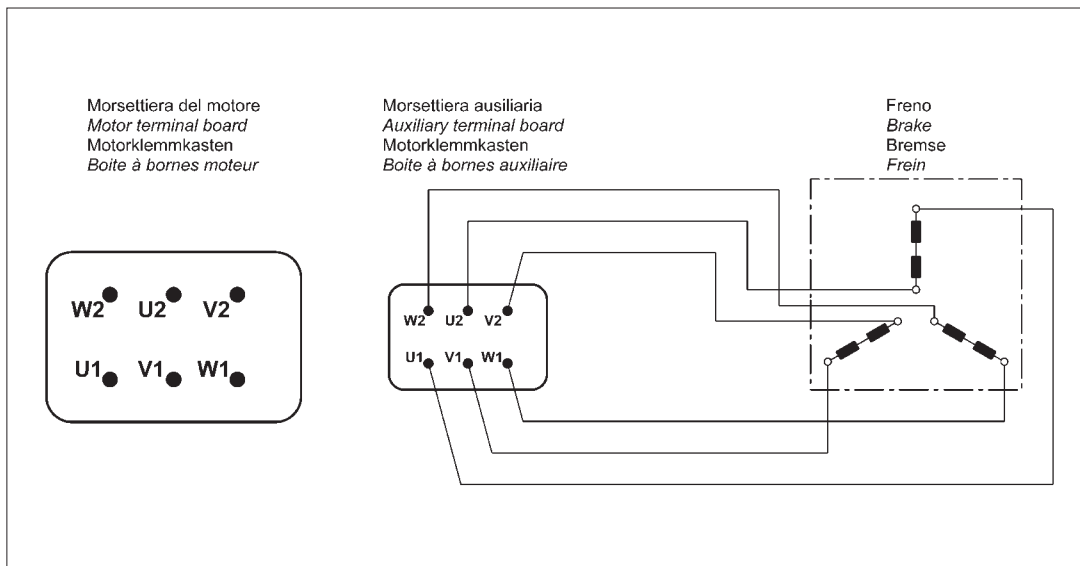 Morsettiera del motore
Motor terminal board
Motorklemmkasten
Boite à bornes moteur
Morsettiera ausiliaria
Auxiliary terminal board
Motorklemmkasten
Boite à bornes auxiliaire
Freno
Brake
Bremse
Frein
W2 U2 V2
U1 V1 W1
W2 U2 V2
U1 V1 W1